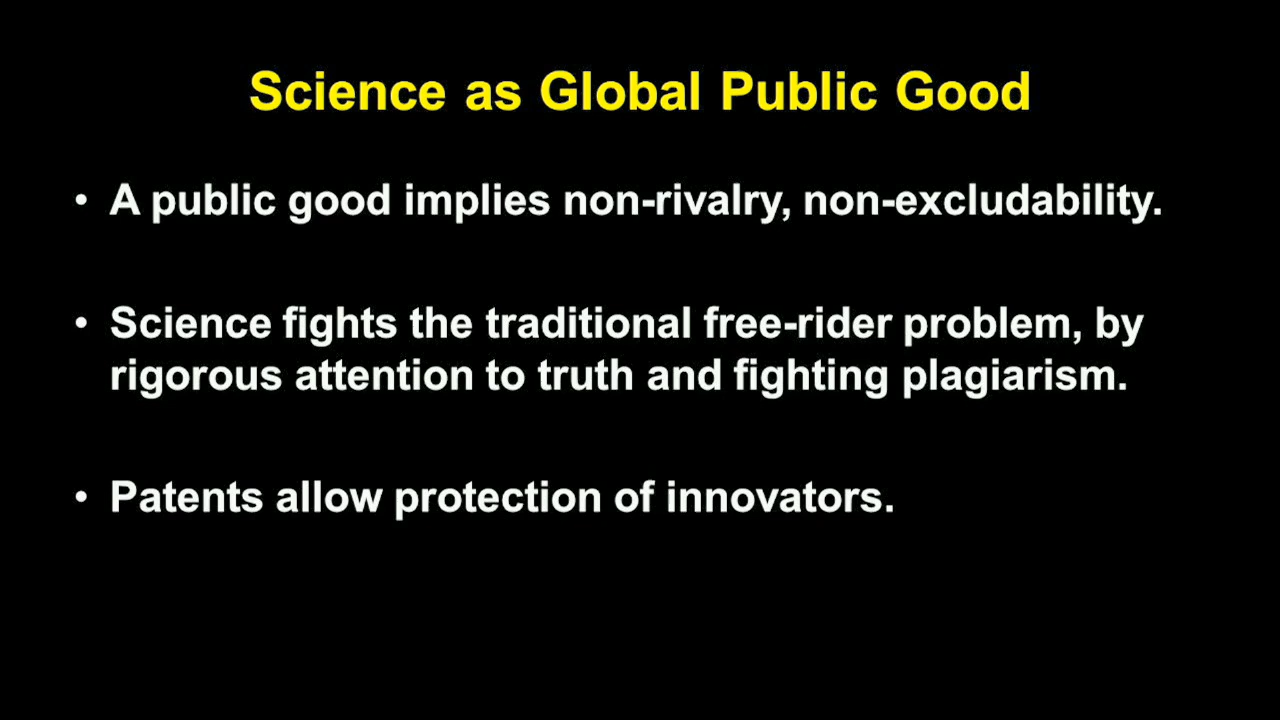 Science as Global Public Good
• A public good implies non-rivalry, non-excludability.
• Science fights the traditional free-rider problem, by
rigorous attention to truth and fighting plagiarism.
• Patents allow protection of innovators.